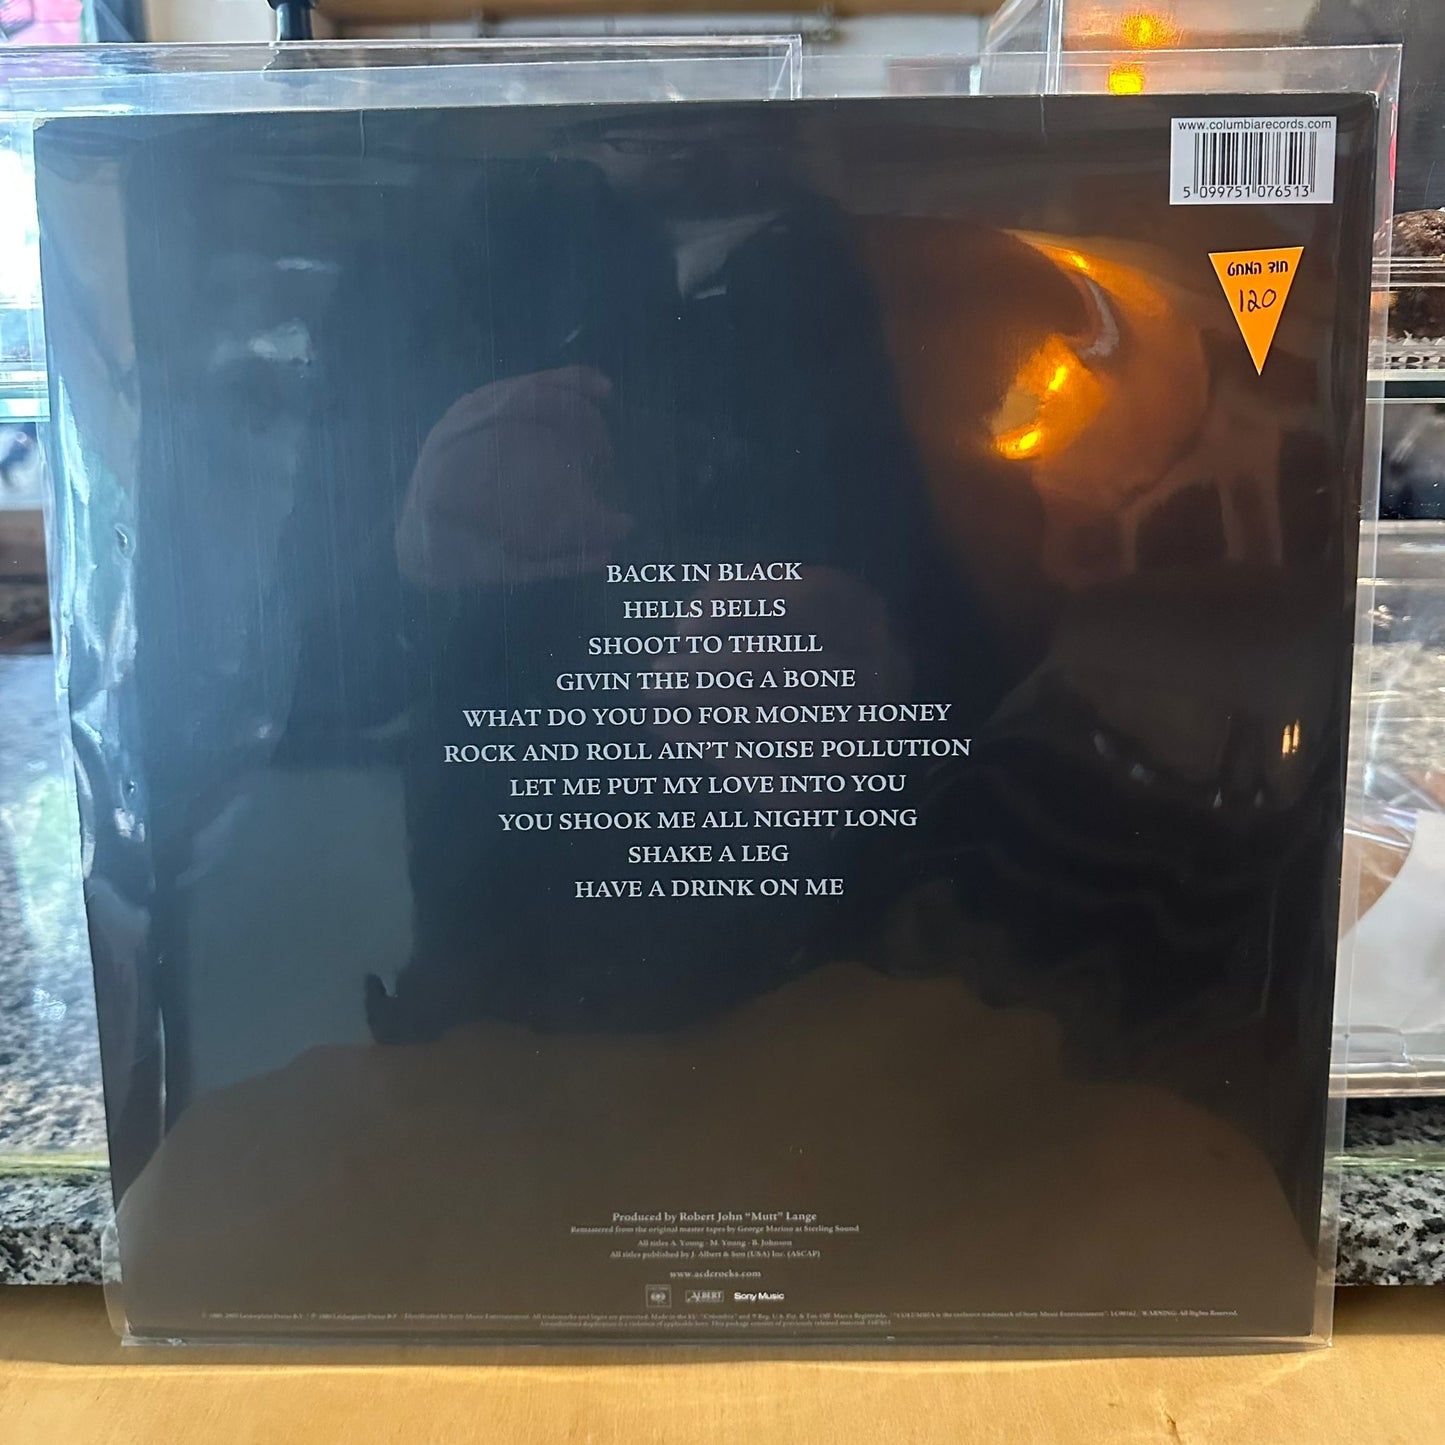 www.columbiarecords.com
5 099751 076513
חוד המחט
120
BACK IN BLACK
HELLS BELLS
SHOOT TO THRILL
GIVIN THE DOG A BONE
WHAT DO YOU DO FOR MONEY HONEY
ROCK AND ROLL AIN'T NOISE POLLUTION
LET ME PUT MY LOVE INTO YOU
YOU SHOOK ME ALL NIGHT LONG
SHAKE A LEG
HAVE A DRINK ON ME
Produced by Robert John “Mutt” Lange
Remastered from the original master tapes by George Marino at Sterling Sound
All titles A. Young - M. Young - B. Johnson
All titles published by J. Albert & Son (USA) Inc. (ASCAP)
www.acdcrocks.com
ALBERT Sony Music